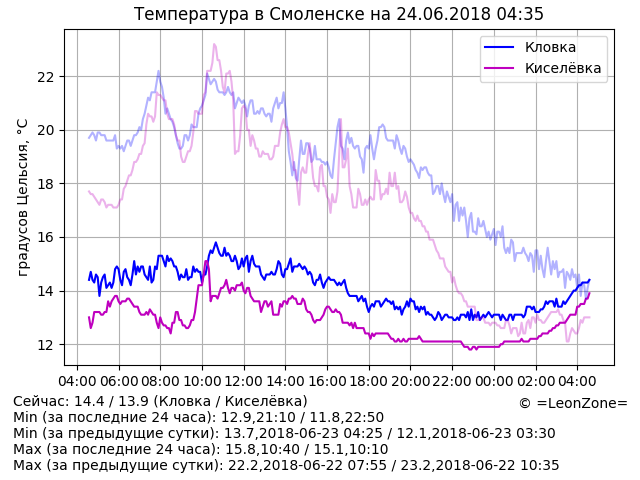 Температура в Смоленске на 24.06.2018 04:35
Кловка
Киселёвка
градусов Цельсия, °C
22
20
18
16
14
12
04:00 06:00 08:00 10:00 12:00 14:00 16:00 18:00 20:00 22:00 00:00 02:00 04:00
Сейчас: 14.4 / 13.9 (Кловка / Киселёвка)
© =LeonZone=
Min (за последние 24 часа): 12.9,21:10 / 11.8,22:50
Min (за предыдущие сутки): 13.7,2018-06-23 04:25 / 12.1,2018-06-23 03:30
Max (за последние 24 часа): 15.8,10:40 / 15.1,10:10
Max (за предыдущие сутки): 22.2,2018-06-22 07:55 / 23.2,2018-06-22 10:35